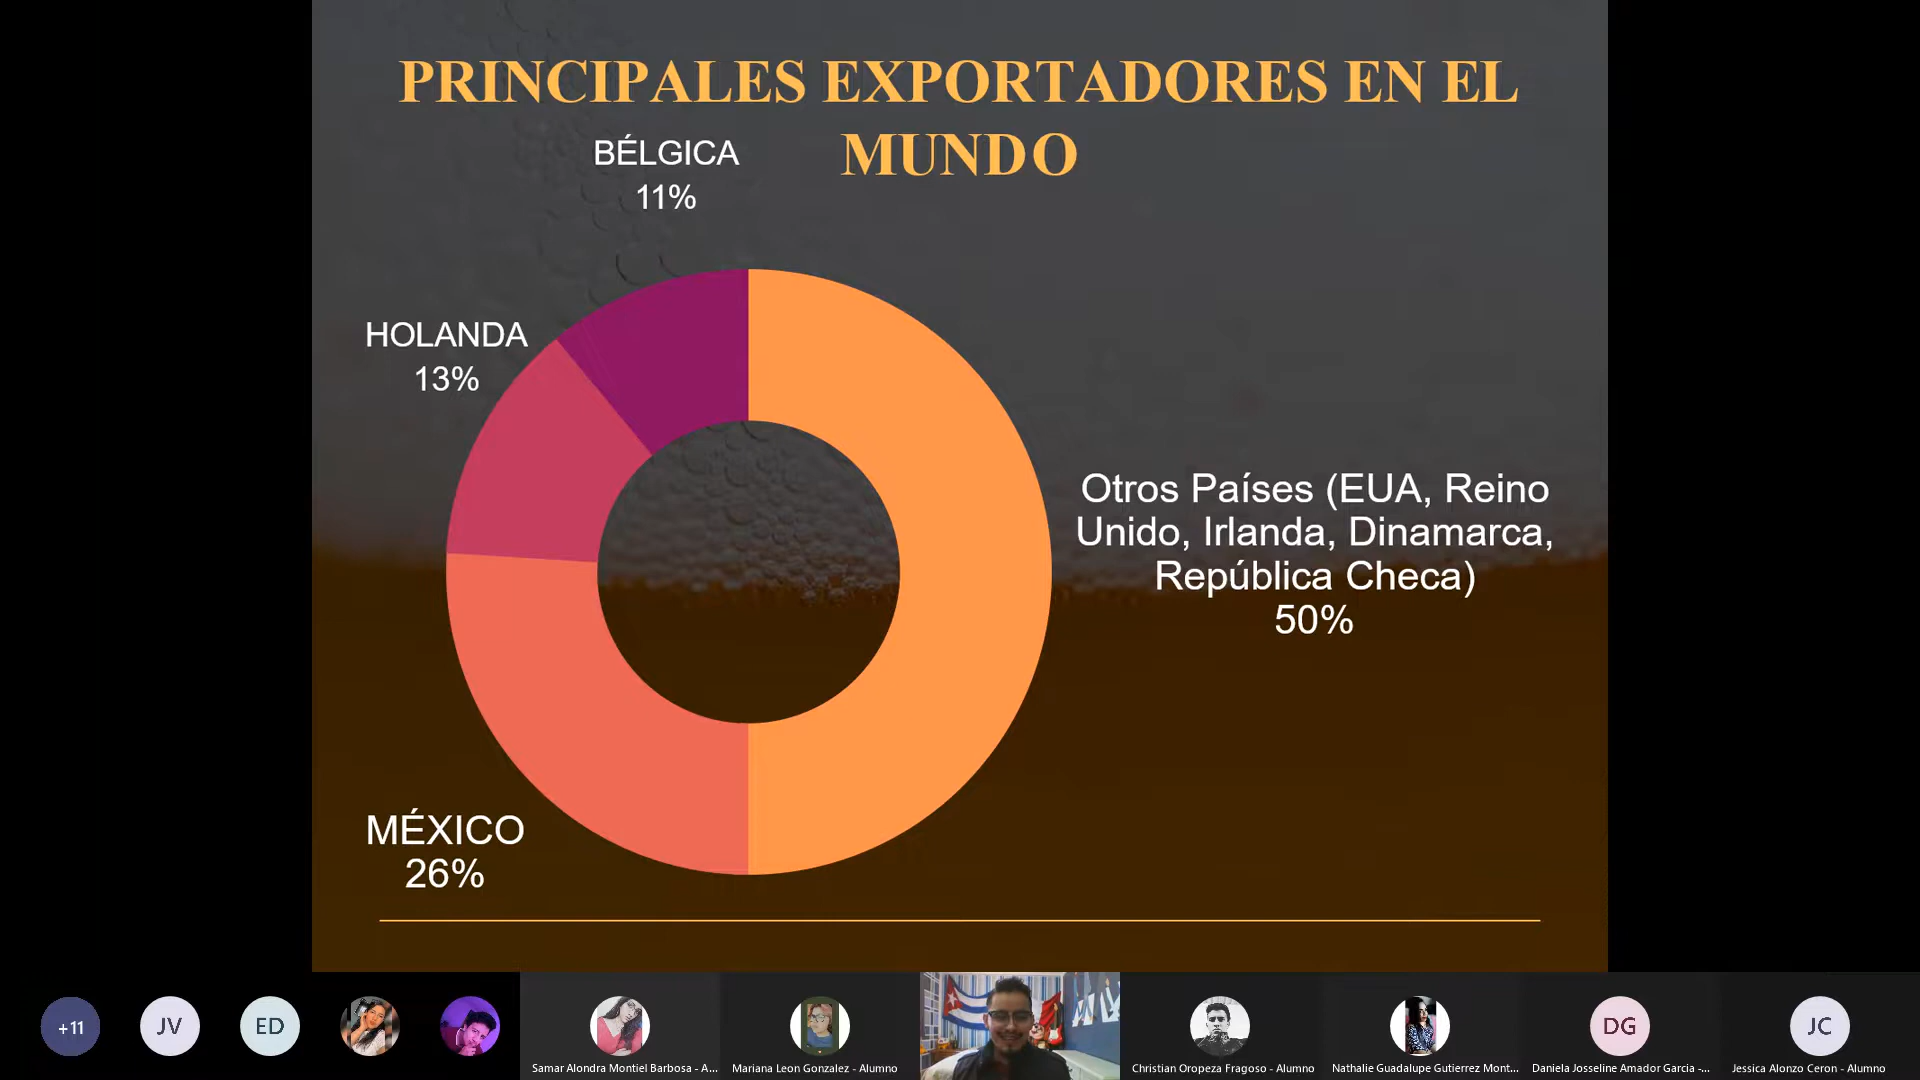 PRINCIPALES EXPORTADORES EN EL
MUNDO
BÉLGICA
11%
HOLANDA
13%
Otros Países (EUA, Reino
Unido, Irlanda, Dinamarca,
República Checa)
50%
MÉXICO
26%
+11
JV
ED
DG
JC
Samar Alondra Montiel Barbosa - A...
Mariana Leon Gonzalez - Alumno
Christian Oropeza Fragoso - Alumno
Nathalie Guadalupe Gutierrez Mont...
Daniela Josseline Amador Garcia -...
Jessica Alonzo Ceron - Alumno